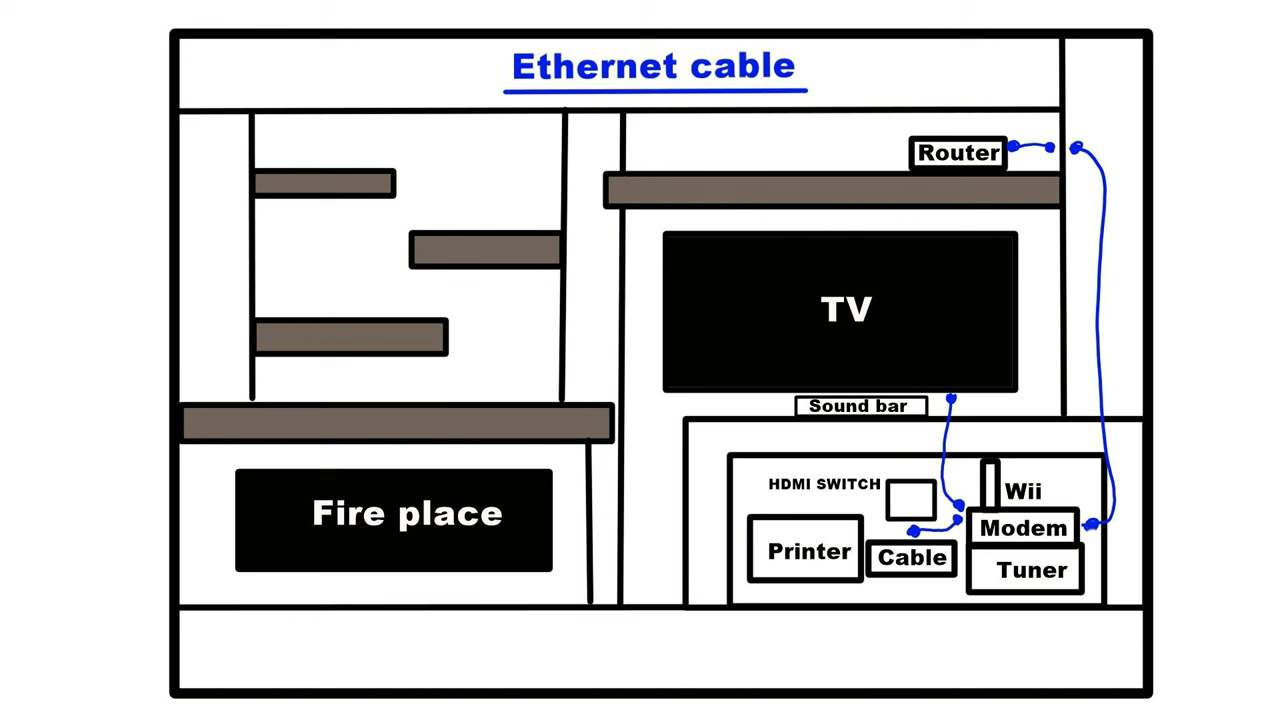 Ethernet cable
Router
TV
Sound bar
HDMI SWITCH
Wii
Fire place
Modem
Printer
Cable
Tuner